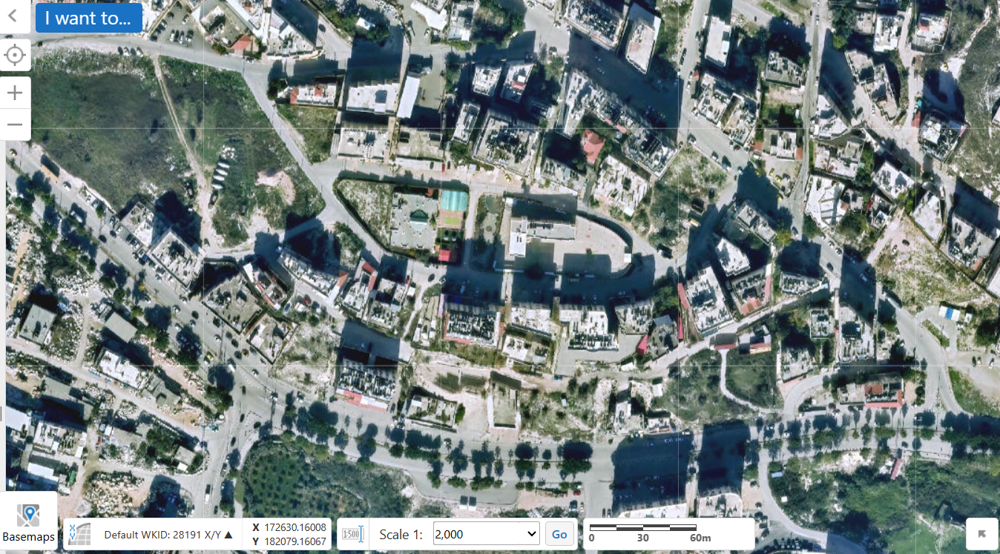 I want to...
Basemaps
Default WKID: 28191 X/Y ▲
X 172630.16008
Y 182079.16067
1:500
Scale 1: 2,000 Go
0 30 60m
X
Y